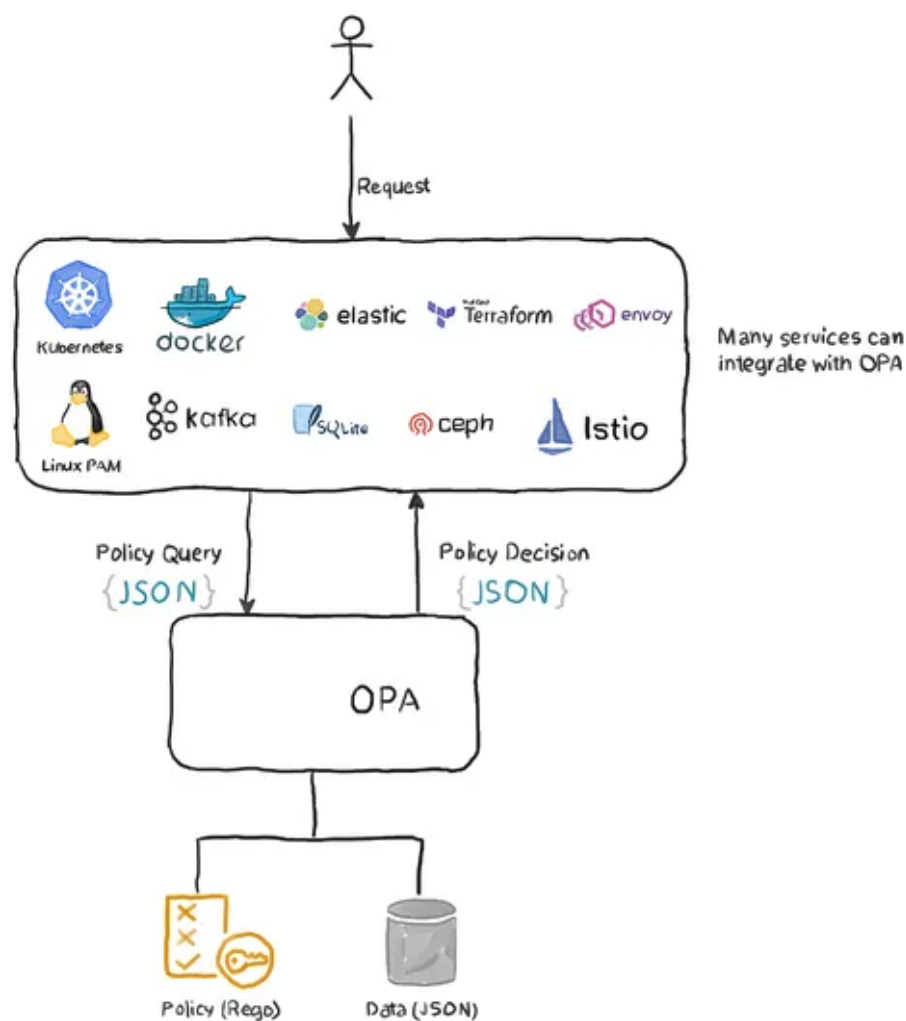 Request
Kubernetes
docker
elastic
Terraform
envoy
Many services can
integrate with OPA
Linux PAM
kafka
SQLite
ceph
Istio
Policy Query
{JSON}
Policy Decision
{JSON}
OPA
Policy (Rego)
Data (JSON)